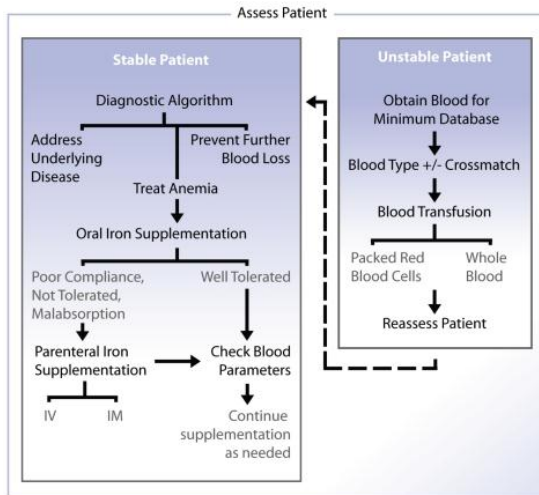 Assess Patient
Stable Patient
Diagnostic Algorithm
Address
Underlying
Disease
Prevent Further
Blood Loss
Treat Anemia
Oral Iron Supplementation
Poor Compliance,
Not Tolerated,
Malabsorption
Well Tolerated
Parenteral Iron
Supplementation
Check Blood
Parameters
IV
IM
Continue
supplementation
as needed
Unstable Patient
Obtain Blood for
Minimum Database
Blood Type +/- Crossmatch
Blood Transfusion
Packed Red
Blood Cells
Whole
Blood
Reassess Patient